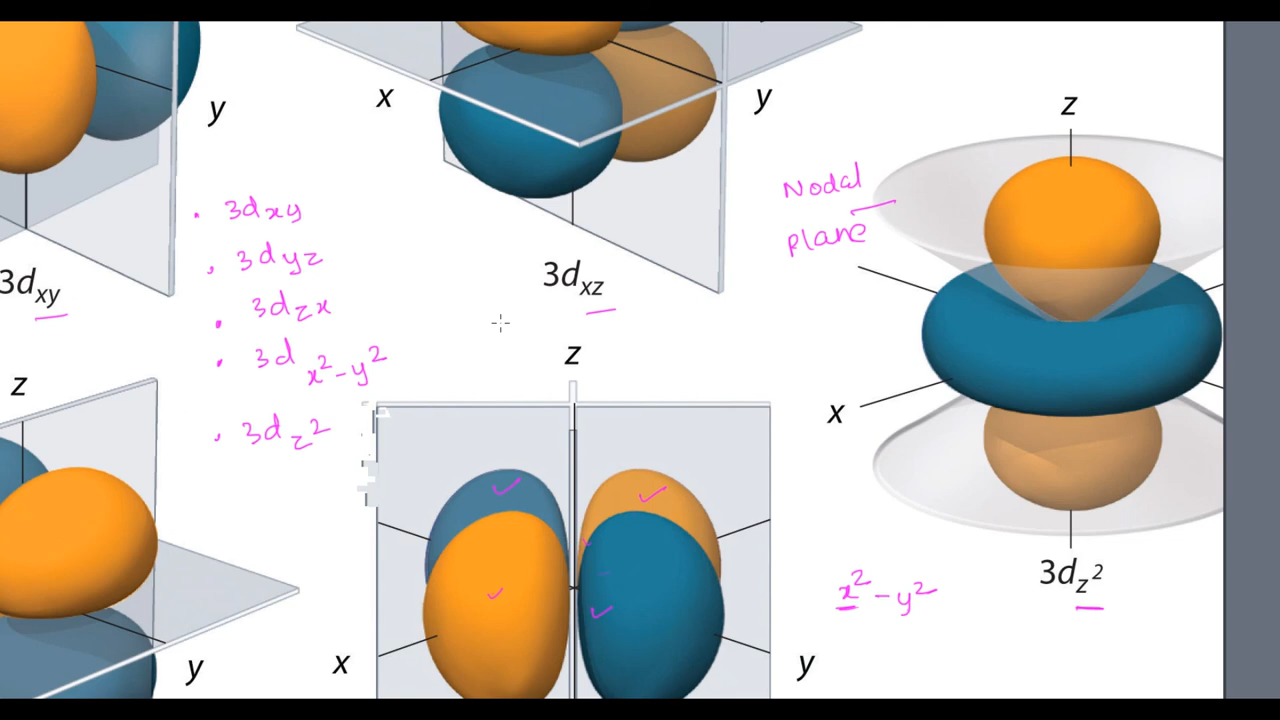 y
3dxy
x
y
3dxz
z
Nodal
plane
x
3dz²
. 3dxy
. 3dyz
. 3dzx
. 3dx²-y²
. 3dz²
z
y
z
x
y
x²-y²